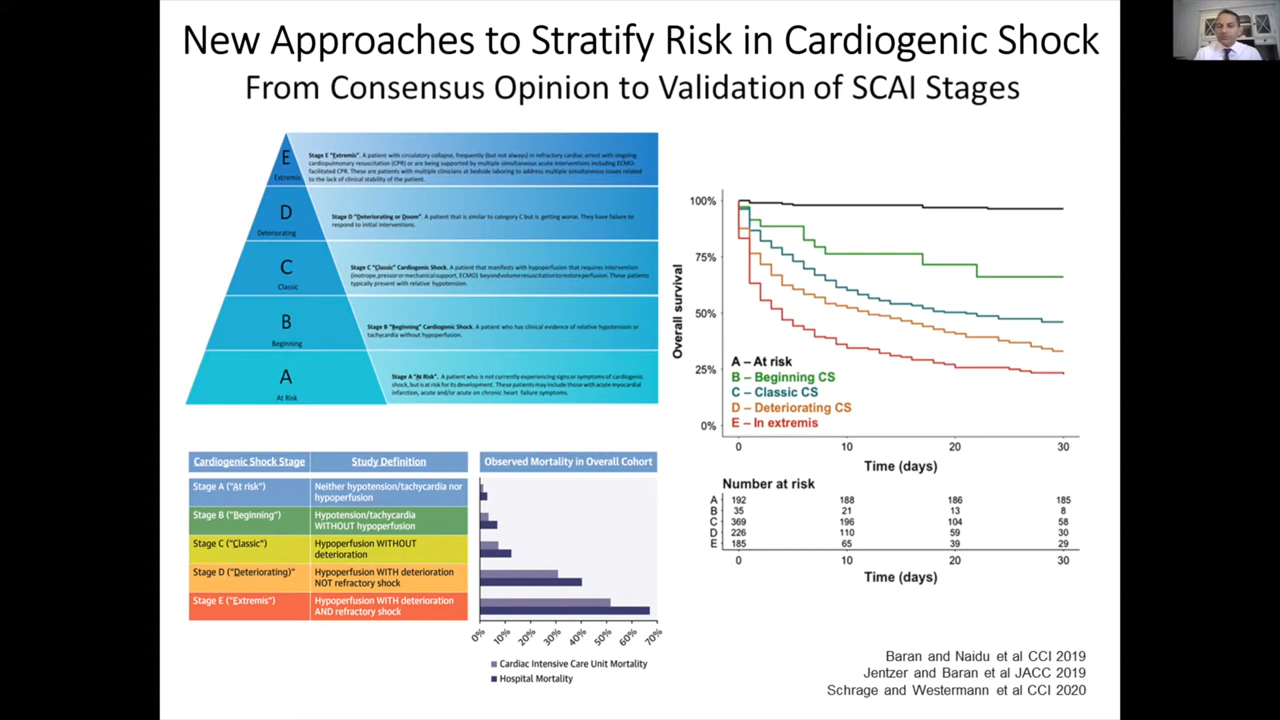 New Approaches to Stratify Risk in Cardiogenic Shock
From Consensus Opinion to Validation of SCAI Stages
E
Extremis
Stage E "Extremis". A patient with circulatory collapse, frequently (but not always) in refractory cardiac arrest with ongoing
cardiopulmonary resuscitation (CPR) or are being supported by multiple simultaneous acute interventions including ECMO-
facilitated CPR. These are patients with multiple clinicians at bedside laboring to address multiple simultaneous issues related
to the lack of clinical stability of the patient.
D
Deteriorating
Stage D "Deteriorating or Doom". A patient that is similar to category C but is getting worse. They have failure to
respond to initial interventions.
C
Classic
Stage C "Classic" Cardiogenic Shock. A patient that manifests with hypoperfusion that requires intervention
(inotrope, pressor or mechanical support, ECMO) beyond volume resuscitation to restore perfusion. These patients
typically present with relative hypotension.
B
Beginning
Stage B "Beginning" Cardiogenic Shock. A patient who has clinical evidence of relative hypotension or
tachycardia without hypoperfusion.
A
At Risk
Stage A "At Risk". A patient who is not currently experiencing signs or symptoms of cardiogenic
shock, but is at risk for its development. These patients may include those with acute myocardial
infarction, acute and/or acute on chronic heart failure symptoms.
Cardiogenic Shock Stage Study Definition Observed Mortality in Overall Cohort
Stage A ("At risk") Neither hypotension/tachycardia nor
hypoperfusion
Stage B ("Beginning") Hypotension/tachycardia
WITHOUT hypoperfusion
Stage C ("Classic") Hypoperfusion WITHOUT
deterioration
Stage D ("Deteriorating)" Hypoperfusion WITH deterioration
NOT refractory shock
Stage E ("Extremis") Hypoperfusion WITH deterioration
AND refractory shock
0% 10% 20% 30% 40% 50% 60% 70%
Cardiac Intensive Care Unit Mortality
Hospital Mortality
Overall survival
100%
75%
50%
25%
0%
A – At risk
B – Beginning CS
C – Classic CS
D – Deteriorating CS
E – In extremis
0 10 20 30
Time (days)
Number at risk
A 192 188 186 185
B 35 21 13 8
C 369 196 104 58
D 226 110 59 30
E 185 65 39 29
0 10 20 30
Time (days)
Baran and Naidu et al CCI 2019
Jentzer and Baran et al JACC 2019
Schrage and Westermann et al CCI 2020